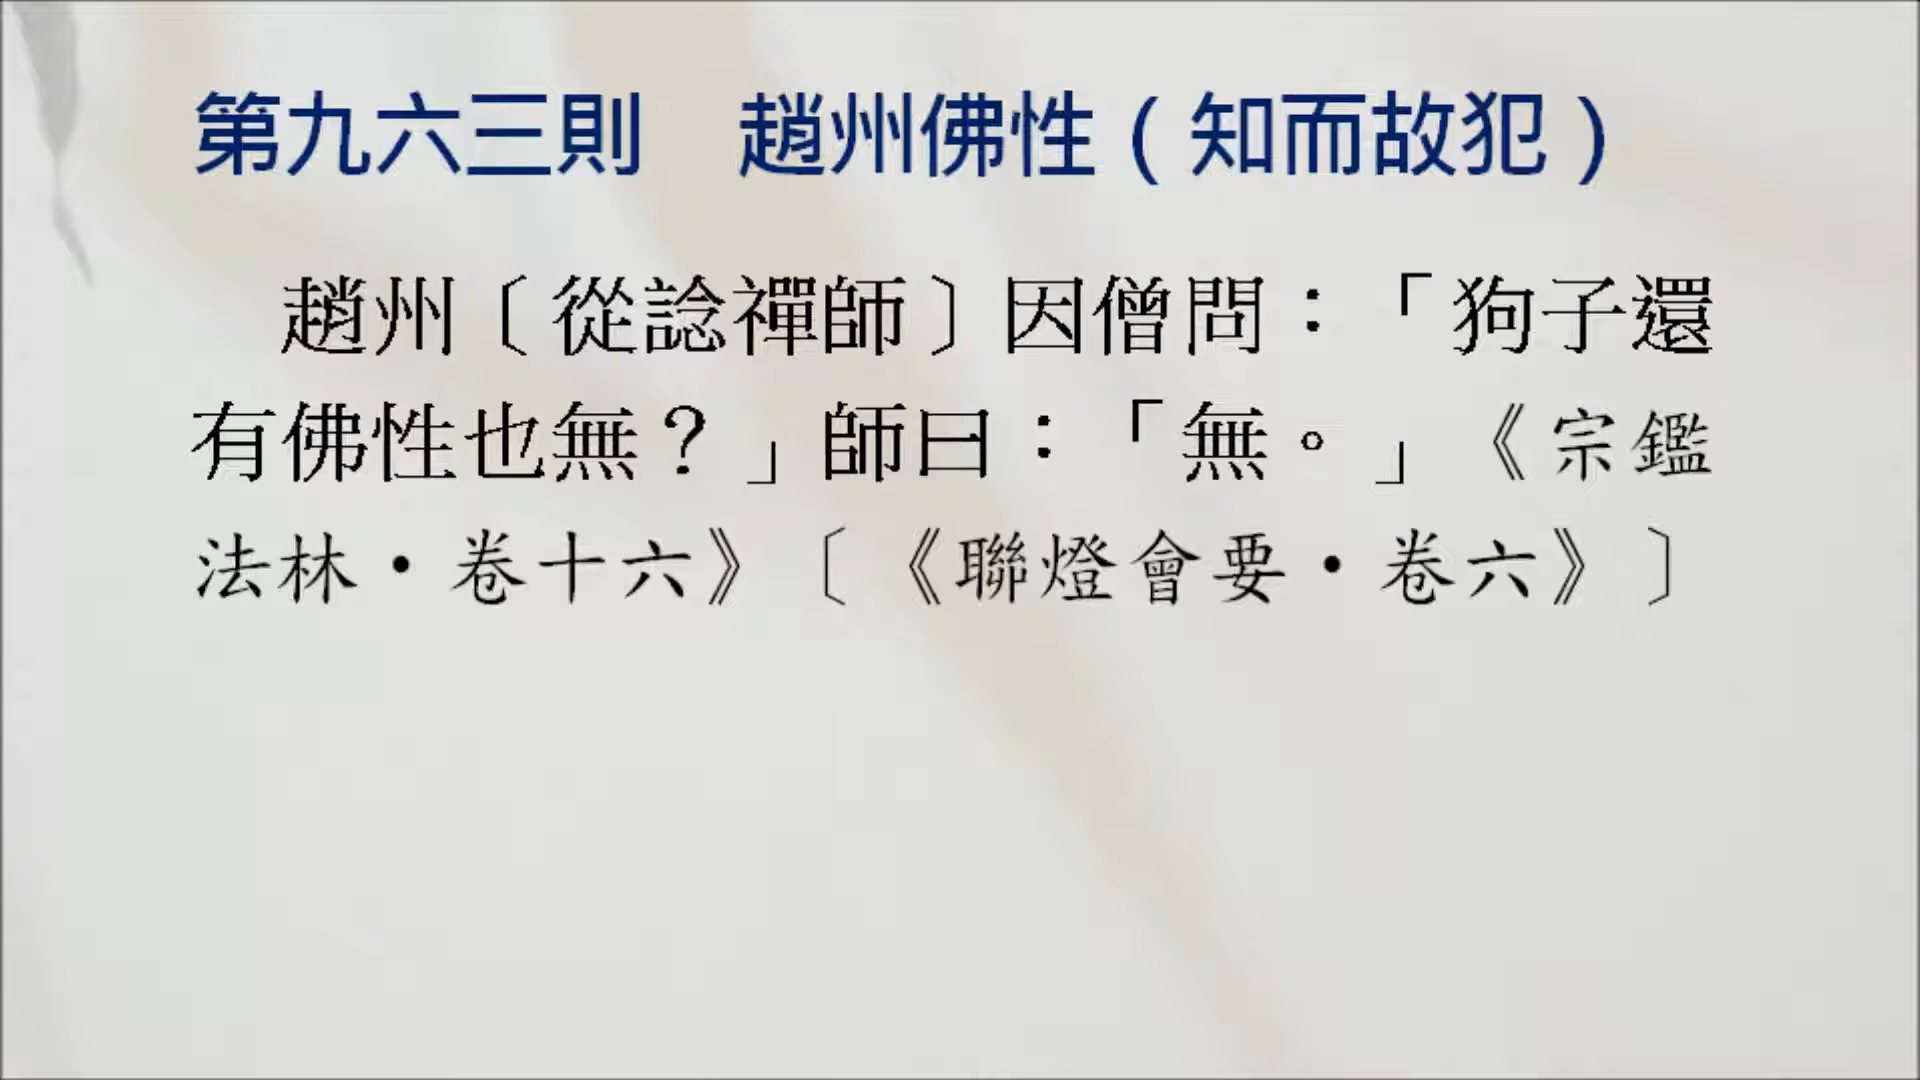 第九六三則　趙州佛性（知而故犯）
趙州〔從諗禪師〕因僧問：「狗子還
有佛性也無？」師曰：「無。」《宗鑑
法林・卷十六》〔《聯燈會要・卷六》〕